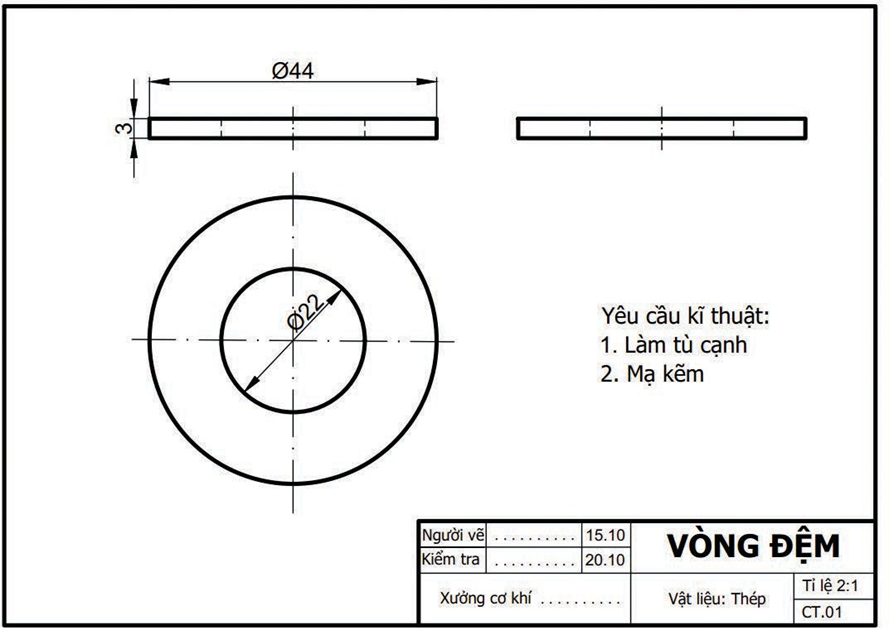 Ø44
3
Ø22
Yêu cầu kĩ thuật:
1. Làm tù cạnh
2. Mạ kẽm
Người vẽ . . . . . . . . . . 15.10
Kiểm tra . . . . . . . . . . 20.10
VÒNG ĐỆM
Xưởng cơ khí . . . . . . . . . .
Vật liệu: Thép
Tỉ lệ 2:1
CT.01